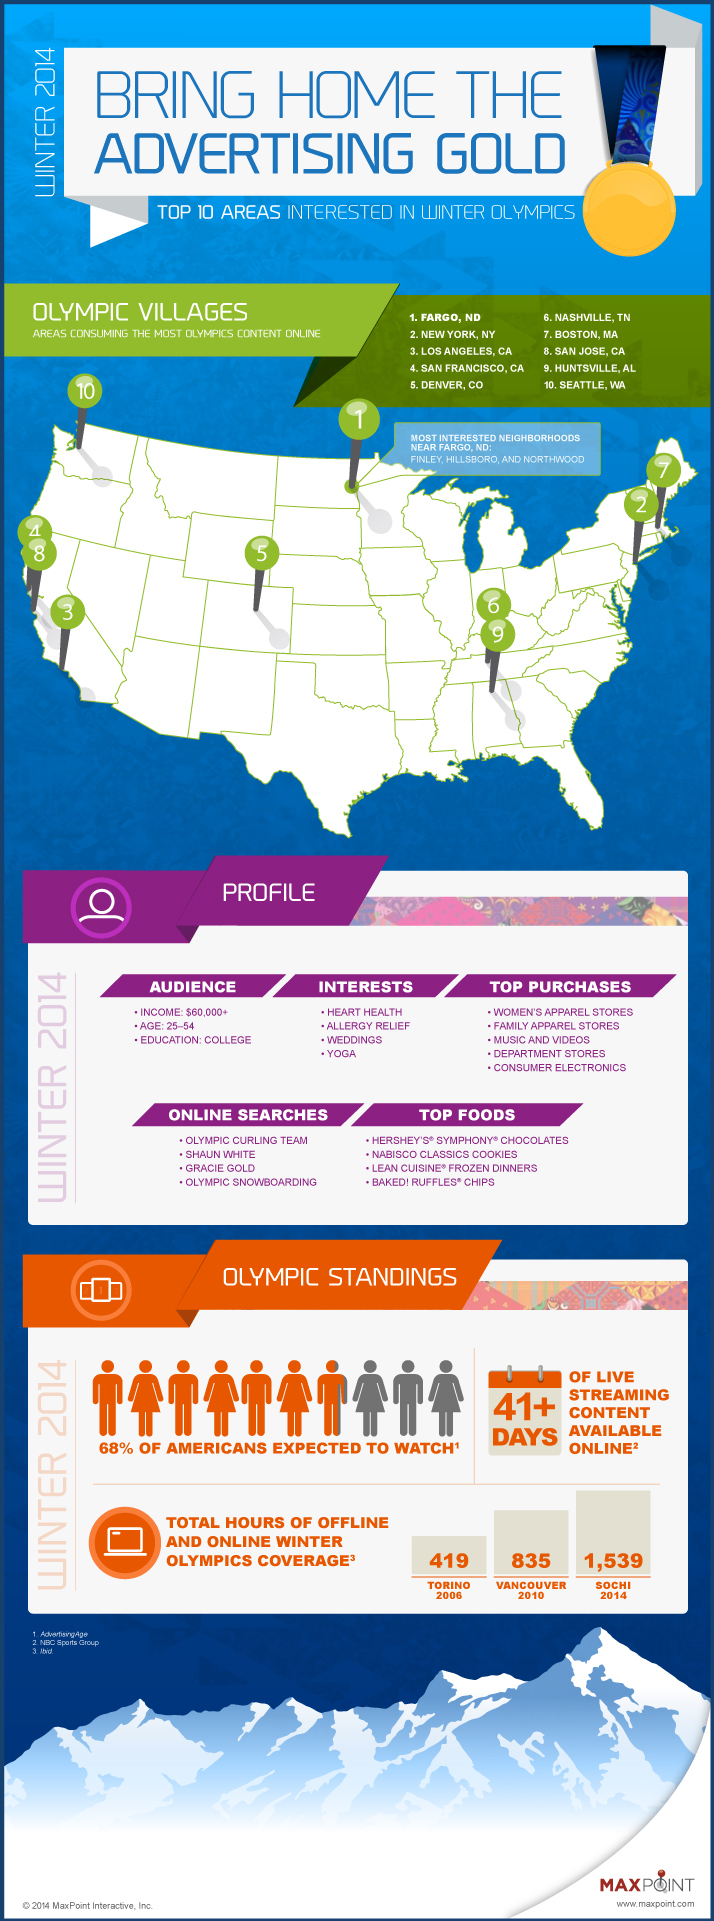 WINTER 2014
BRING HOME THE
ADVERTISING GOLD
TOP 10 AREAS INTERESTED IN WINTER OLYMPICS
OLYMPIC VILLAGES
AREAS CONSUMING THE MOST OLYMPICS CONTENT ONLINE
1. FARGO, ND
2. NEW YORK, NY
3. LOS ANGELES, CA
4. SAN FRANCISCO, CA
5. DENVER, CO
6. NASHVILLE, TN
7. BOSTON, MA
8. SAN JOSE, CA
9. HUNTSVILLE, AL
10. SEATTLE, WA
10
1
MOST INTERESTED NEIGHBORHOODS
NEAR FARGO, ND:
FINLEY, HILLSBORO, AND NORTHWOOD
7
2
4
8
5
3
6
9
PROFILE
WINTER 2014
AUDIENCE
• INCOME: $60,000+
• AGE: 25–54
• EDUCATION: COLLEGE
INTERESTS
• HEART HEALTH
• ALLERGY RELIEF
• WEDDINGS
• YOGA
TOP PURCHASES
• WOMEN'S APPAREL STORES
• FAMILY APPAREL STORES
• MUSIC AND VIDEOS
• DEPARTMENT STORES
• CONSUMER ELECTRONICS
ONLINE SEARCHES
• OLYMPIC CURLING TEAM
• SHAUN WHITE
• GRACIE GOLD
• OLYMPIC SNOWBOARDING
TOP FOODS
• HERSHEY'S® SYMPHONY® CHOCOLATES
• NABISCO CLASSICS COOKIES
• LEAN CUISINE® FROZEN DINNERS
• BAKED! RUFFLES® CHIPS
OLYMPIC STANDINGS
WINTER 2014
68% OF AMERICANS EXPECTED TO WATCH¹
41+
DAYS
OF LIVE
STREAMING
CONTENT
AVAILABLE
ONLINE²
TOTAL HOURS OF OFFLINE
AND ONLINE WINTER
OLYMPICS COVERAGE³
419
TORINO
2006
835
VANCOUVER
2010
1,539
SOCHI
2014
1. AdvertisingAge
2. NBC Sports Group
3. Ibid.
© 2014 MaxPoint Interactive, Inc.
MAXPOINT
www.maxpoint.com